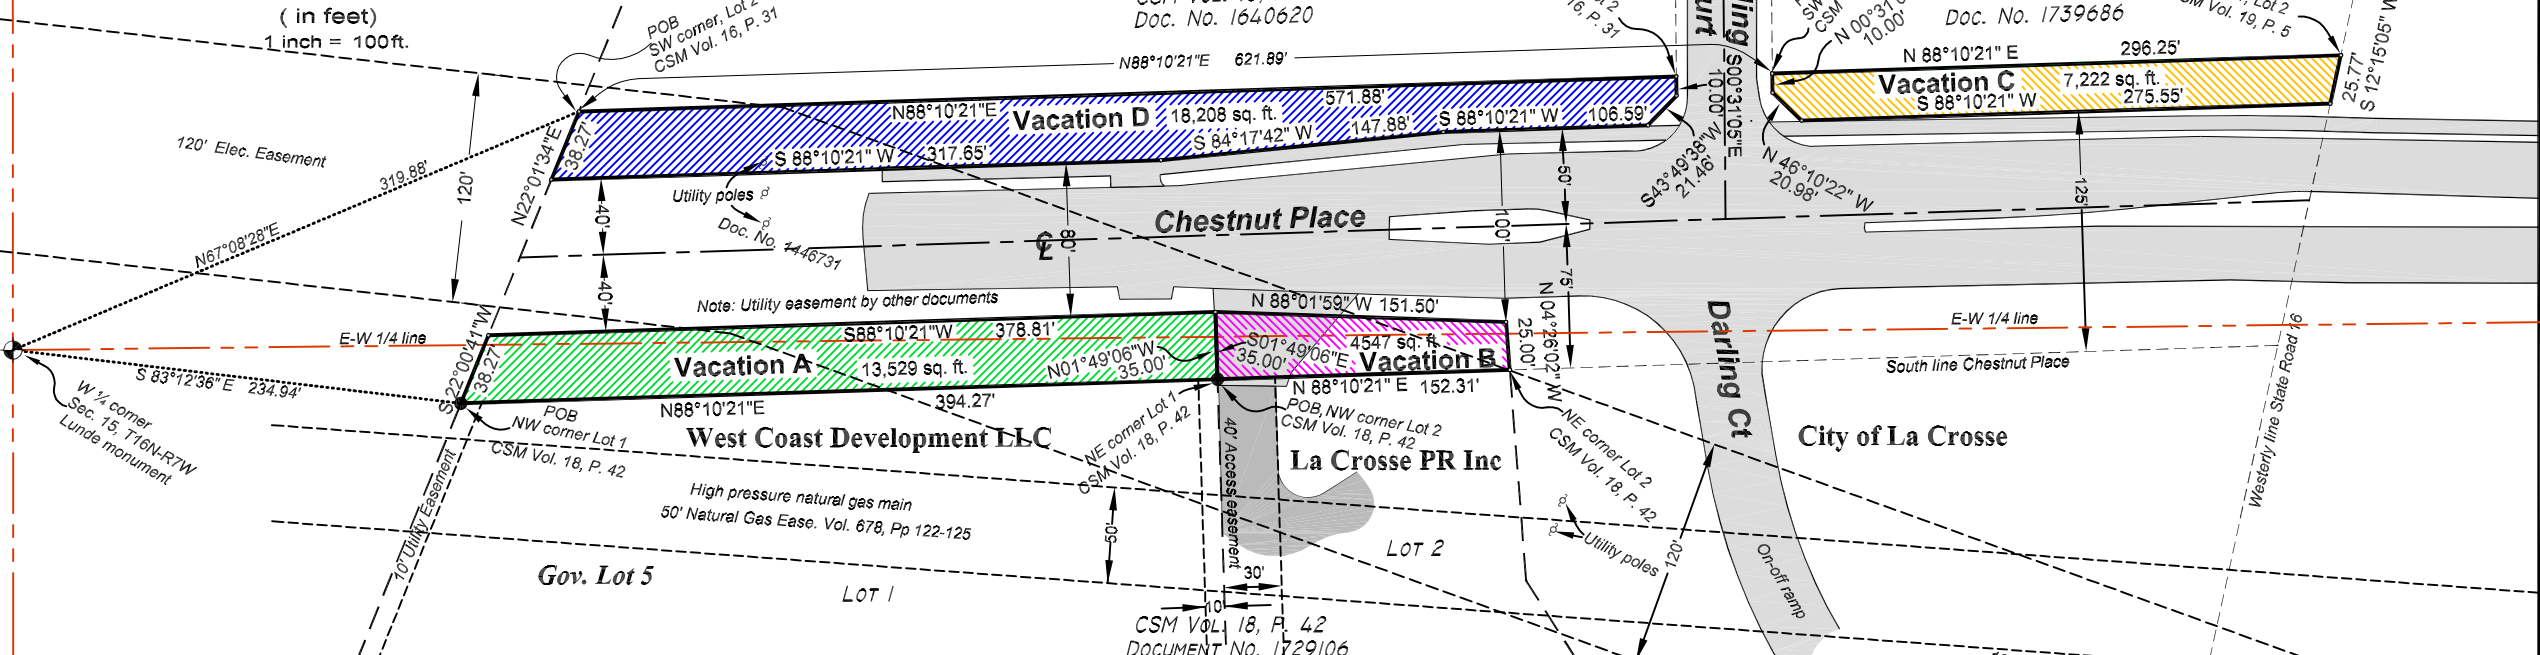 ( in feet)
1 inch = 100ft.
POB
SW corner, Lot 2
CSM Vol. 16, P. 31
Doc. No. 1640620
16, P. 31
Doc. No. 1739686
Vol. 19, P. 5
N 00°31'0
10.00'
N88°10'21"E 621.89'
N 88°10'21" E 296.25'
Vacation C 7,222 sq. ft.
S 88°10'21" W 275.55'
25.77'
S 12°15'05" W
N88°10'21"E 571.88'
Vacation D 18,208 sq. ft.
S 88°10'21" W 317.65'
S 84°17'42" W 147.88'
S 88°10'21" W 106.59'
10.00'
S00°31'05"E
S43°49'38"W
21.46'
N 46°10'22" W
20.98'
N22°01'34"E
38.27'
120' Elec. Easement
319.88'
N67°08'28"E
120'
Utility poles
Doc. No. 1446731
40'
40'
80'
100'
50'
75'
125'
Chestnut Place
Note: Utility easement by other documents
E-W 1/4 line
E-W 1/4 line
South line Chestnut Place
Westerly line State Road 16
S22°00'41"W
38.27'
S88°10'21"W 378.81'
Vacation A 13,529 sq. ft.
N01°49'06"W
35.00'
N88°10'21"E 394.27'
N 88°01'59" W 151.50'
S01°49'06"E
35.00'
4547 sq. ft.
Vacation B
N 88°10'21" E 152.31'
25.00'
N 04°26'02" W
S 83°12'36" E 234.94'
W ¼ corner
Sec. 15, T16N-R7W
Lunde monument
POB
NW corner Lot 1
CSM Vol. 18, P. 42
West Coast Development LLC
NE corner Lot 1
CSM Vol. 18, P. 42
POB, NW corner Lot 2
CSM Vol. 18, P. 42
La Crosse PR Inc
NE corner Lot 2
CSM Vol. 18, P. 42
Darling Ct
City of La Crosse
10' Utility Easement
High pressure natural gas main
50' Natural Gas Ease. Vol. 678, Pp 122-125
50'
40' Access easement
Lot 2
Utility poles
120'
On-off ramp
Gov. Lot 5
Lot 1
30'
10'
CSM Vol. 18, P. 42
Document No. 1729106